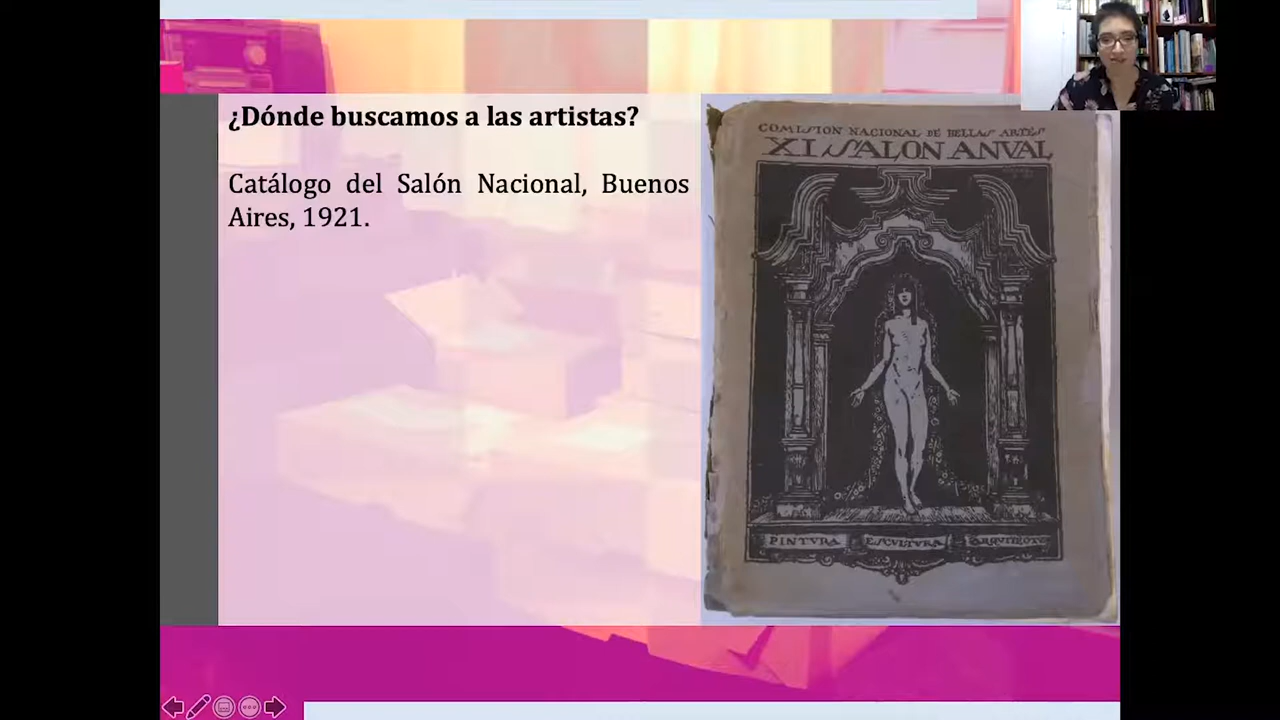 ¿Dónde buscamos a las artistas?
Catálogo del Salón Nacional, Buenos
Aires, 1921.
COMISION NACIONAL DE BELLAS ARTES
XI SALON ANVAL
PINTVRA ESCVLTVRA